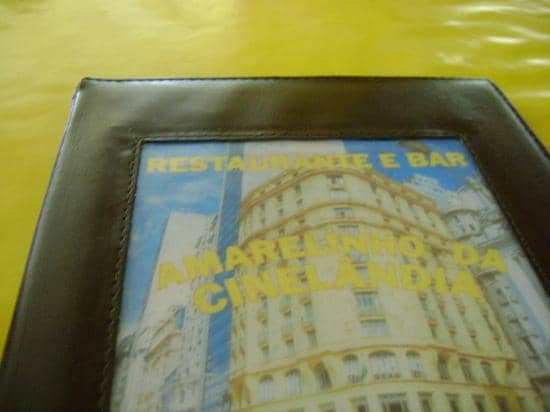 RESTAURANTE E BAR
AMARELINHO DA
CINELÂNDIA